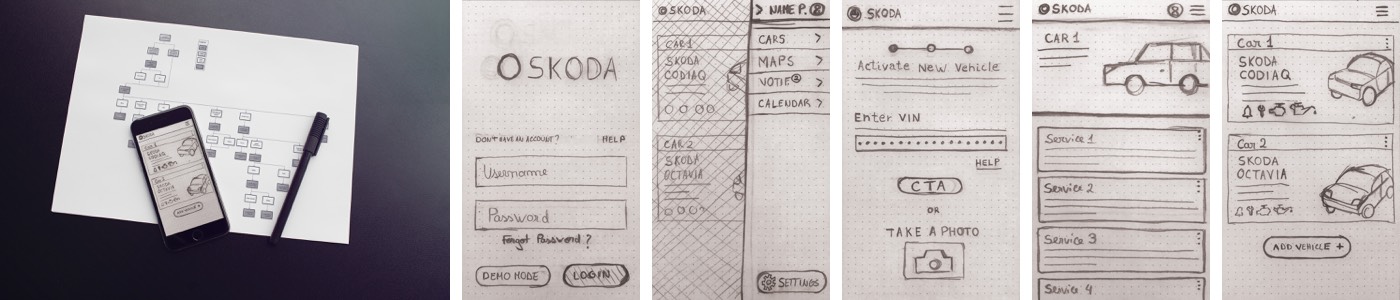 SKODA
DON'T HAVE AN ACCOUNT?
HELP
Username
Password
Forgot Password?
DEMO MODE
LOGIN
SKODA
CAR 1
SKODA
CODIAQ
CAR 2
SKODA
OCTAVIA
> NAME P.
CARS >
MAPS >
VOTIE 3
CALENDAR >
SETTINGS
SKODA
Activate New Vehicle
Enter VIN
HELP
CTA
OR
TAKE A PHOTO
SKODA
CAR 1
Service 1
Service 2
Service 3
Service 4
SKODA
Car 1
SKODA
CODIAQ
Car 2
SKODA
OCTAVIA
ADD VEHICLE +